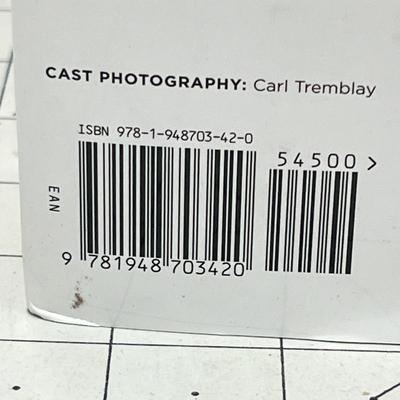 CAST PHOTOGRAPHY: Carl Tremblay
ISBN 978-1-948703-42-0
54500 >
EAN
9 781948 703420